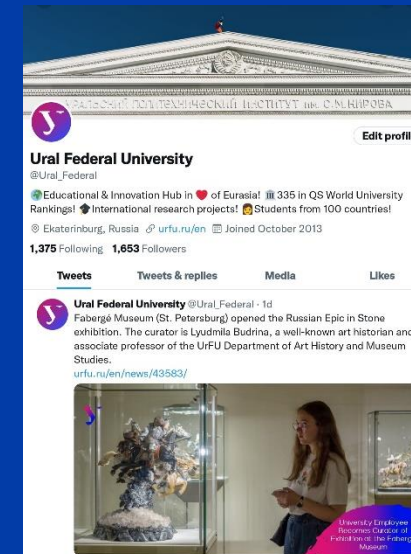 УРАЛЬСКИЙ ПОЛИТЕХНИЧЕСКИЙ ИНСТИТУТ им. С.М.КИРОВА
Edit profil
Ural Federal University
@Ural_Federal
🌍Educational & Innovation Hub in ❤️ of Eurasia! 🏛️335 in QS World University
Rankings! 🎓International research projects! 👩Students from 100 countries!
Ekaterinburg, Russia urfu.ru/en Joined October 2013
1,375 Following 1,653 Followers
Tweets Tweets & replies Media Likes
Ural Federal University @Ural_Federal · 1d
Fabergé Museum (St. Petersburg) opened the Russian Epic in Stone
exhibition. The curator is Lyudmila Budrina, a well-known art historian and
associate professor of the UrFU Department of Art History and Museum
Studies.
urfu.ru/en/news/43583/
University Employee
Becomes Curator of
Exhibition at the Faberg
Museum